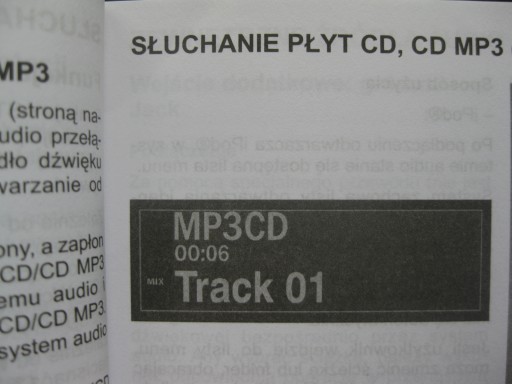 SŁUCHANIE PŁYT CD, CD MP3
MP3
(stroną na-
udio przełą-
dło dźwięku
warzanie od
ony, a zapłon
CD/CD MP3
emu audio i
CD/CD MP3.
system audio
MP3CD
00:06
MIX
Track 01